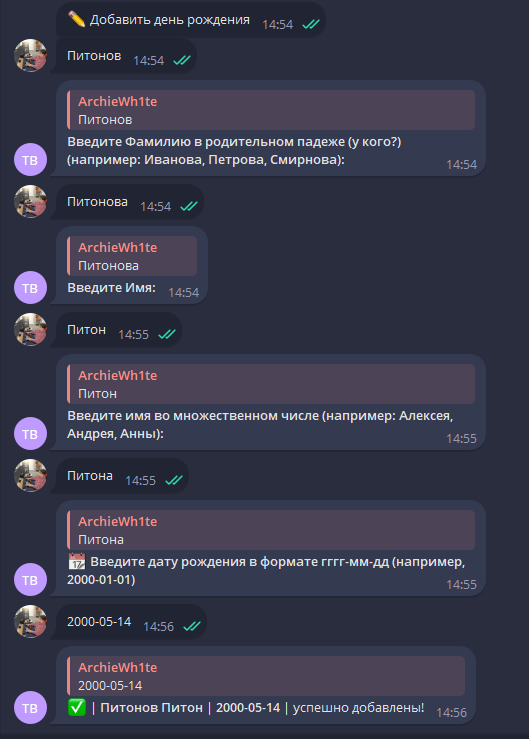 ✏️ Добавить день рождения 14:54
Питонов 14:54
ArchieWh1te
Питонов
Введите Фамилию в родительном падеже (у кого?)
(например: Иванова, Петрова, Смирнова):
14:54
ТВ
Питонова 14:54
ArchieWh1te
Питонова
Введите Имя: 14:54
ТВ
Питон 14:55
ArchieWh1te
Питон
Введите имя во множественном числе (например: Алексея,
Андрея, Анны):
14:55
ТВ
Питона 14:55
ArchieWh1te
Питона
📆 Введите дату рождения в формате гггг-мм-дд (например,
2000-01-01)
14:55
ТВ
2000-05-14 14:56
ArchieWh1te
2000-05-14
✅ | Питонов Питон | 2000-05-14 | успешно добавлены! 14:56
ТВ